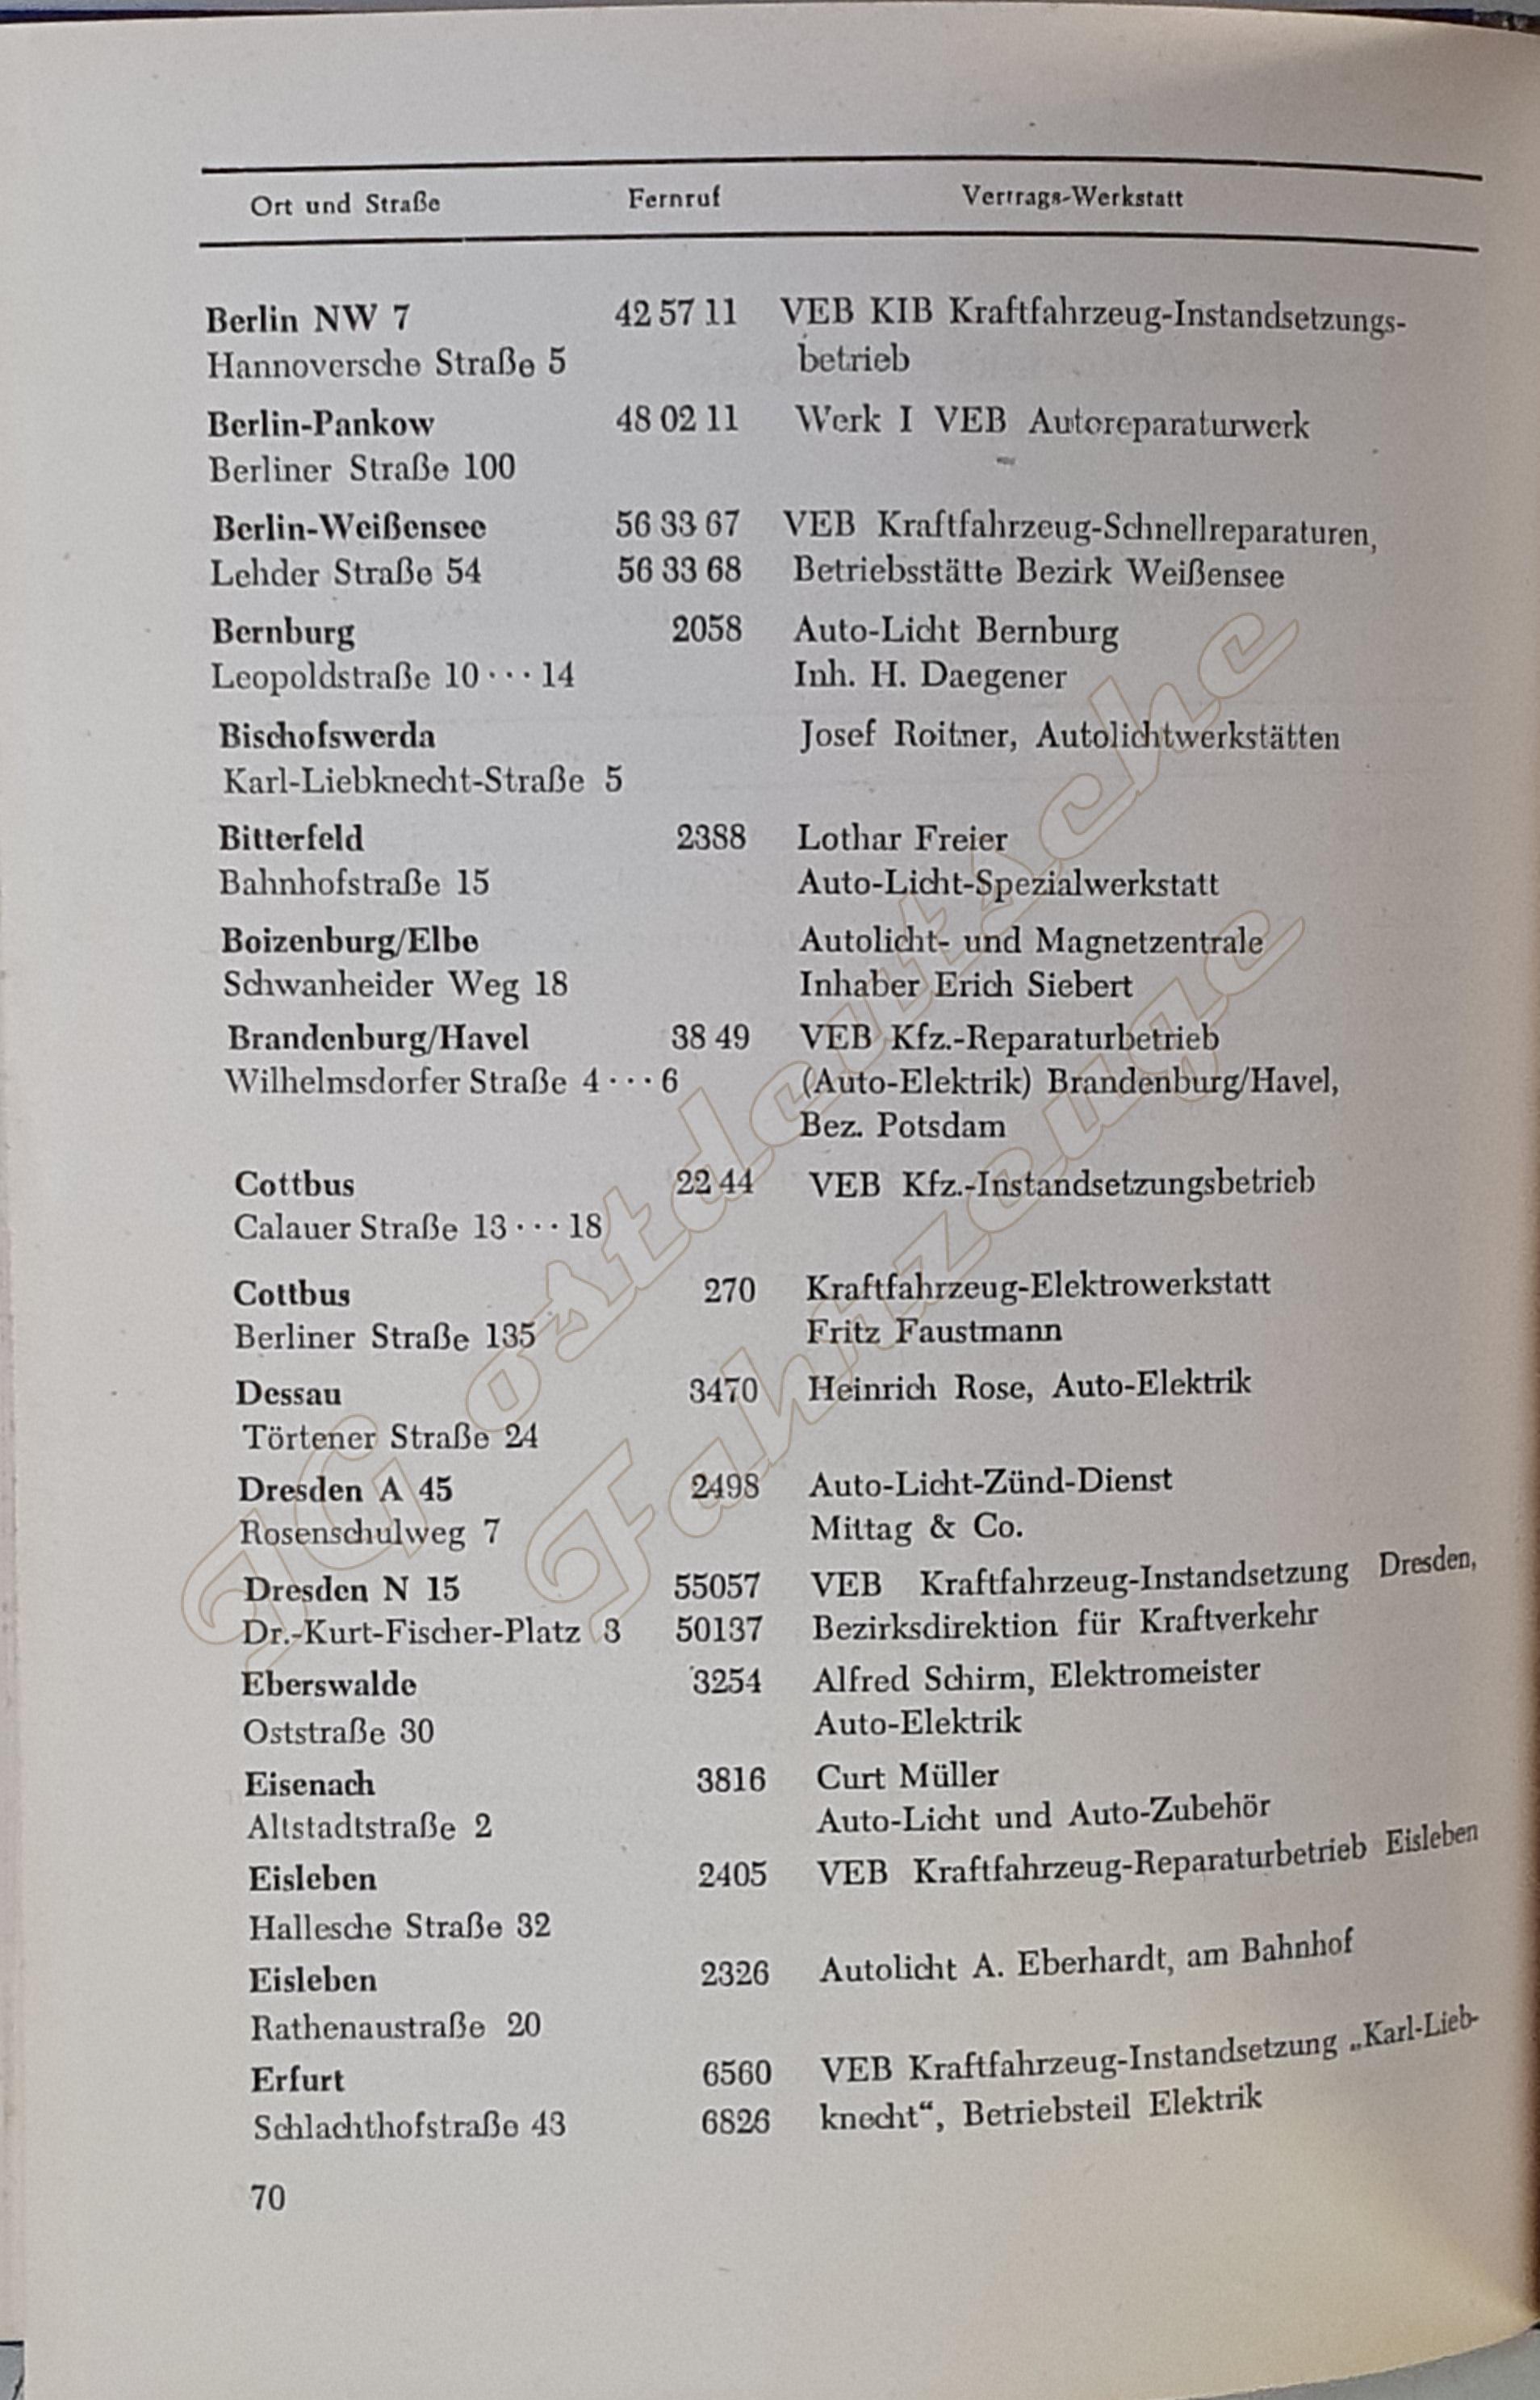 Ort und Straße Fernruf Vertrags-Werkstatt
Berlin NW 7 42 57 11 VEB KIB Kraftfahrzeug-Instandsetzungs-
Hannoversche Straße 5 betrieb
Berlin-Pankow 48 02 11 Werk I VEB Autoreparaturwerk
Berliner Straße 100
Berlin-Weißensee 56 33 67 VEB Kraftfahrzeug-Schnellreparaturen,
Lehder Straße 54 56 33 68 Betriebsstätte Bezirk Weißensee
Bernburg 2058 Auto-Licht Bernburg
Leopoldstraße 10 · · · 14 Inh. H. Daegener
Bischofswerda Josef Roitner, Autolichtwerkstätten
Karl-Liebknecht-Straße 5
Bitterfeld 2388 Lothar Freier
Bahnhofstraße 15 Auto-Licht-Spezialwerkstatt
Boizenburg/Elbe Autolicht- und Magnetzentrale
Schwanheider Weg 18 Inhaber Erich Siebert
Brandenburg/Havel 38 49 VEB Kfz.-Reparaturbetrieb
Wilhelmsdorfer Straße 4 · · · 6 (Auto-Elektrik) Brandenburg/Havel,
Bez. Potsdam
Cottbus 22 44 VEB Kfz.-Instandsetzungsbetrieb
Calauer Straße 13 · · · 18
Cottbus 270 Kraftfahrzeug-Elektrowerkstatt
Berliner Straße 135 Fritz Faustmann
Dessau 3470 Heinrich Rose, Auto-Elektrik
Törtener Straße 24
Dresden A 45 2498 Auto-Licht-Zünd-Dienst
Rosenschulweg 7 Mittag & Co.
Dresden N 15 55057 VEB Kraftfahrzeug-Instandsetzung Dresden,
Dr.-Kurt-Fischer-Platz 3 50137 Bezirksdirektion für Kraftverkehr
Eberswalde 3254 Alfred Schirm, Elektromeister
Oststraße 30 Auto-Elektrik
Eisenach 3816 Curt Müller
Altstadtstraße 2 Auto-Licht und Auto-Zubehör
Eisleben 2405 VEB Kraftfahrzeug-Reparaturbetrieb Eisleben
Hallesche Straße 32
Eisleben 2326 Autolicht A. Eberhardt, am Bahnhof
Rathenaustraße 20
Erfurt 6560 VEB Kraftfahrzeug-Instandsetzung „Karl-Lieb-
Schlachthofstraße 43 6826 knecht“, Betriebsteil Elektrik
70
IG ostdeutsche
Fahrzeuge